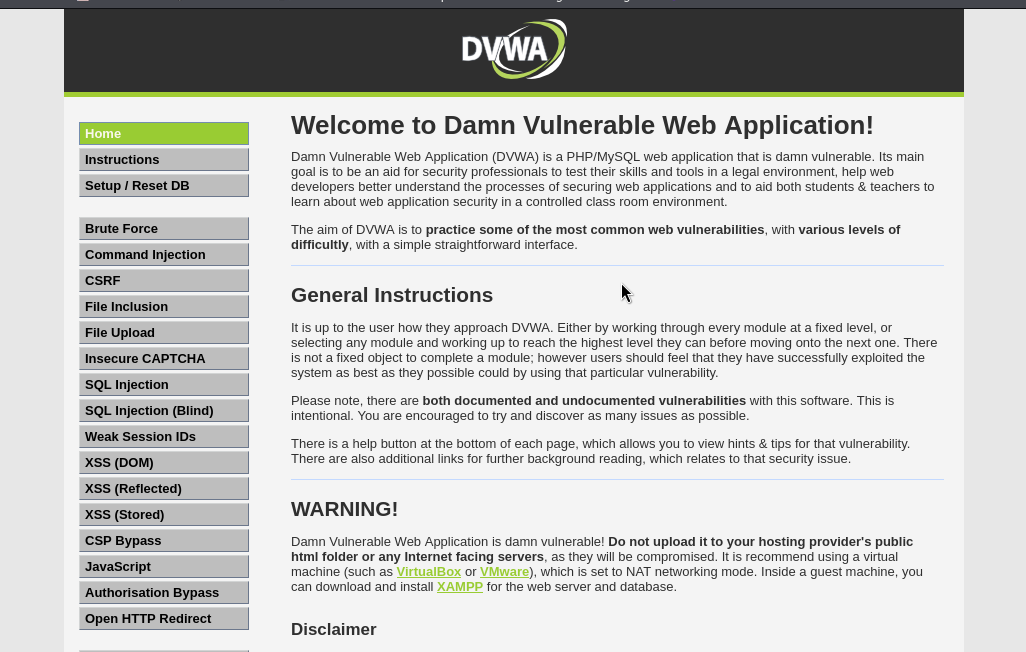 DVWA
Home
Instructions
Setup / Reset DB
Brute Force
Command Injection
CSRF
File Inclusion
File Upload
Insecure CAPTCHA
SQL Injection
SQL Injection (Blind)
Weak Session IDs
XSS (DOM)
XSS (Reflected)
XSS (Stored)
CSP Bypass
JavaScript
Authorisation Bypass
Open HTTP Redirect
Welcome to Damn Vulnerable Web Application!
Damn Vulnerable Web Application (DVWA) is a PHP/MySQL web application that is damn vulnerable. Its main
goal is to be an aid for security professionals to test their skills and tools in a legal environment, help web
developers better understand the processes of securing web applications and to aid both students & teachers to
learn about web application security in a controlled class room environment.
The aim of DVWA is to practice some of the most common web vulnerabilities, with various levels of
difficultly, with a simple straightforward interface.
General Instructions
It is up to the user how they approach DVWA. Either by working through every module at a fixed level, or
selecting any module and working up to reach the highest level they can before moving onto the next one. There
is not a fixed object to complete a module; however users should feel that they have successfully exploited the
system as best as they possible could by using that particular vulnerability.
Please note, there are both documented and undocumented vulnerabilities with this software. This is
intentional. You are encouraged to try and discover as many issues as possible.
There is a help button at the bottom of each page, which allows you to view hints & tips for that vulnerability.
There are also additional links for further background reading, which relates to that security issue.
WARNING!
Damn Vulnerable Web Application is damn vulnerable! Do not upload it to your hosting provider's public
html folder or any Internet facing servers, as they will be compromised. It is recommend using a virtual
machine (such as VirtualBox or VMware), which is set to NAT networking mode. Inside a guest machine, you
can download and install XAMPP for the web server and database.
Disclaimer